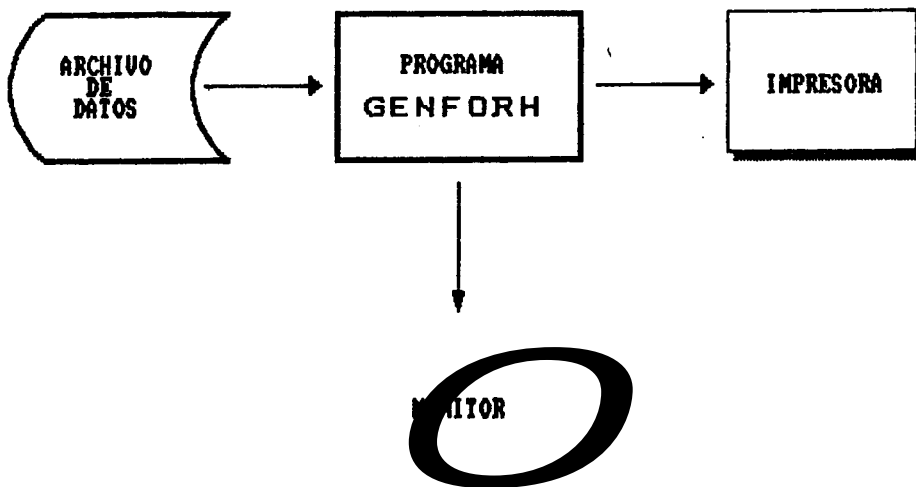 ARCHIVO
DE
DATOS
PROGRAMA
GENFORH
IMPRESORA